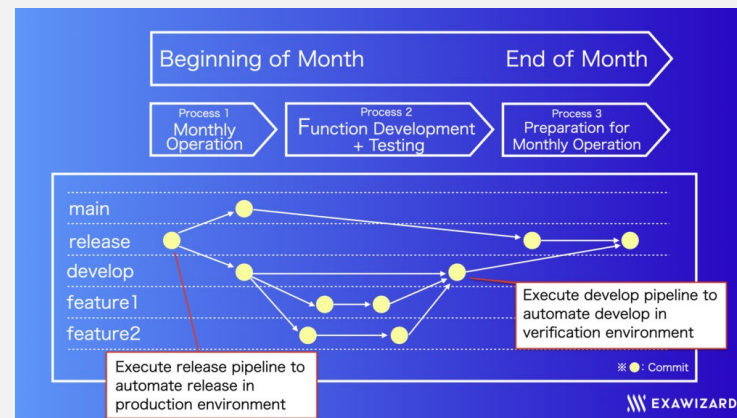 Beginning of Month
End of Month
Process 1
Monthly
Operation
Process 2
Function Development
+ Testing
Process 3
Preparation for
Monthly Operation
main
release
develop
feature1
feature2
Execute develop pipeline to
automate develop in
verification environment
Execute release pipeline to
automate release in
production environment
※ : Commit
EXAWIZARD